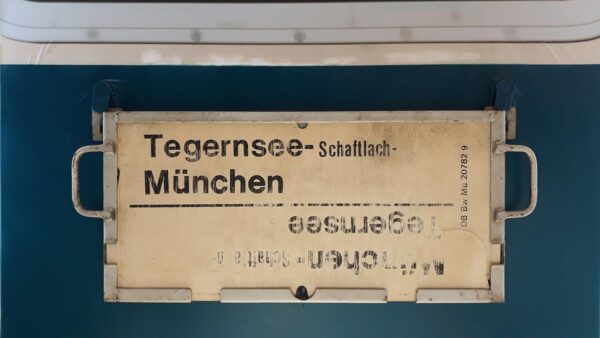 Tegernsee-Schaftlach-
München
München-Schaftlach-
Tegernsee
DB Bw Mü. 20782 9